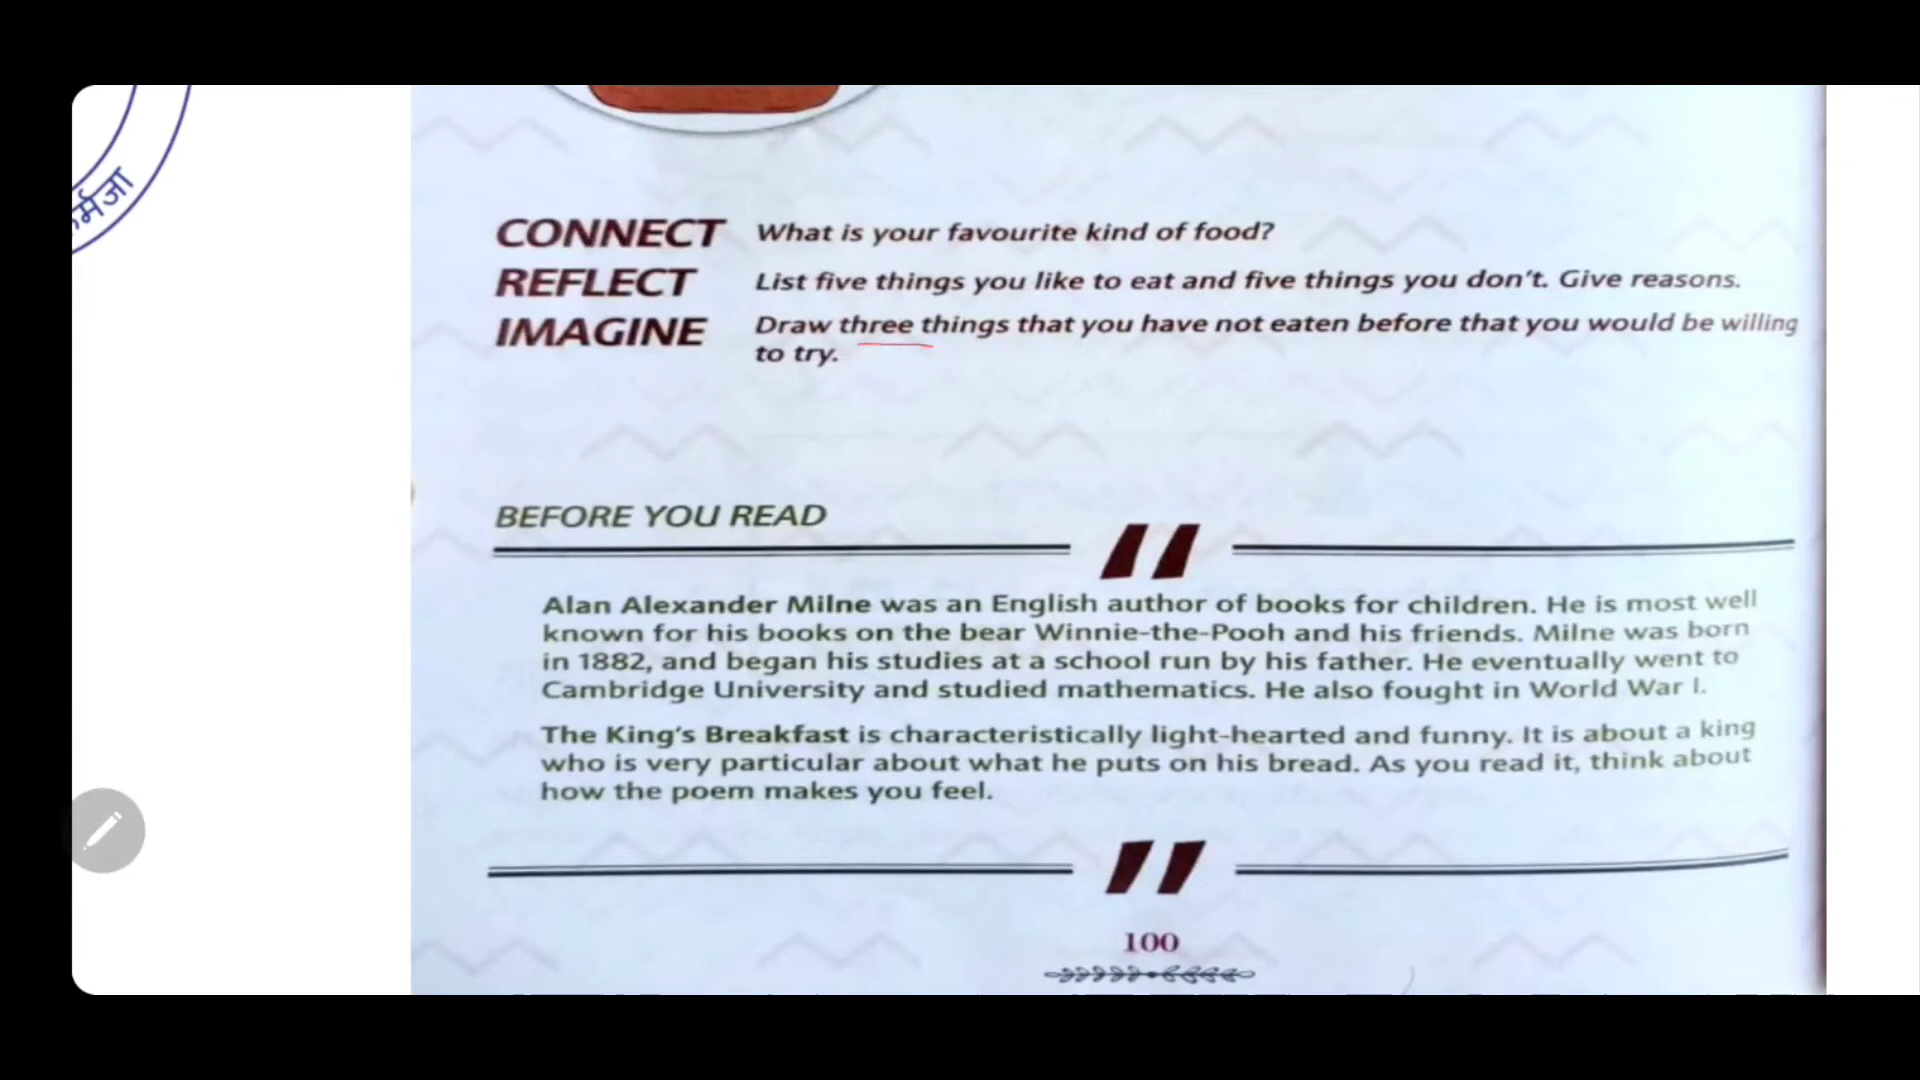 CONNECT What is your favourite kind of food?
REFLECT List five things you like to eat and five things you don't. Give reasons.
IMAGINE Draw three things that you have not eaten before that you would be willing
to try.
BEFORE YOU READ
Alan Alexander Milne was an English author of books for children. He is most well
known for his books on the bear Winnie-the-Pooh and his friends. Milne was born
in 1882, and began his studies at a school run by his father. He eventually went to
Cambridge University and studied mathematics. He also fought in World War I.
The King's Breakfast is characteristically light-hearted and funny. It is about a king
who is very particular about what he puts on his bread. As you read it, think about
how the poem makes you feel.
100